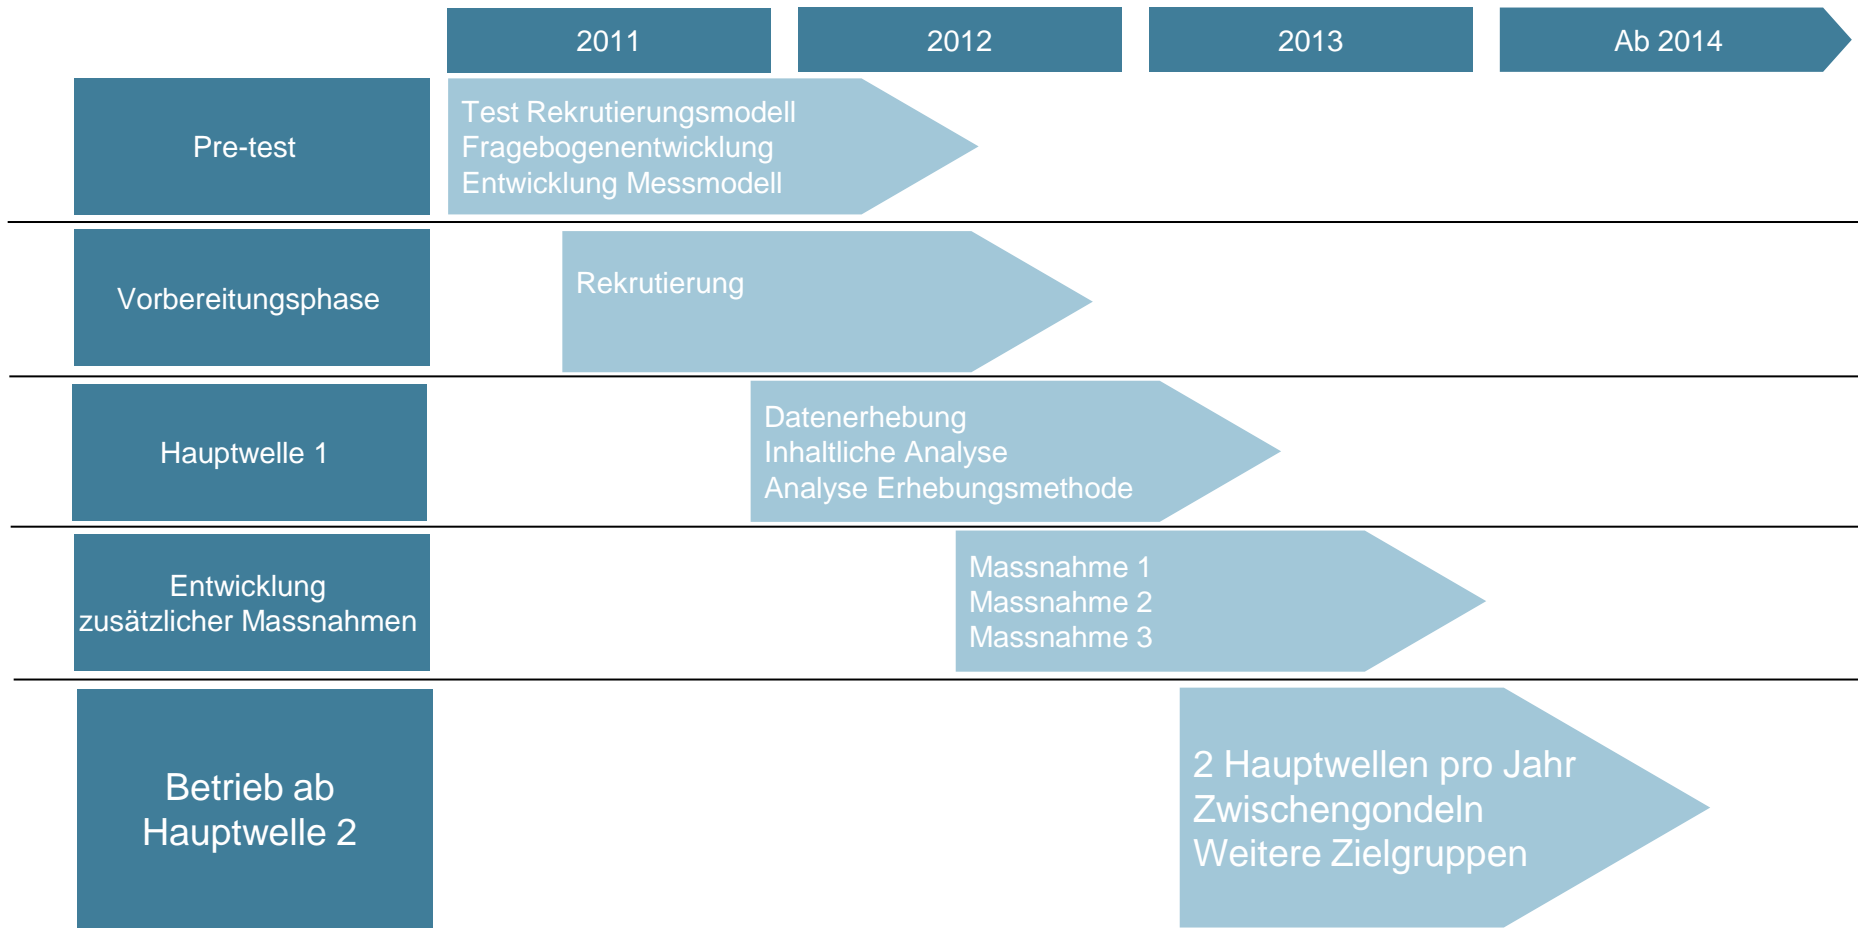 2011
2012
2013
Ab 2014
Pre-test
Test Rekrutierungsmodell
Fragebogenentwicklung
Entwicklung Messmodell
Vorbereitungsphase
Rekrutierung
Hauptwelle 1
Datenerhebung
Inhaltliche Analyse
Analyse Erhebungsmethode
Entwicklung
zusätzlicher Massnahmen
Massnahme 1
Massnahme 2
Massnahme 3
Betrieb ab
Hauptwelle 2
2 Hauptwellen pro Jahr
Zwischengondeln
Weitere Zielgruppen